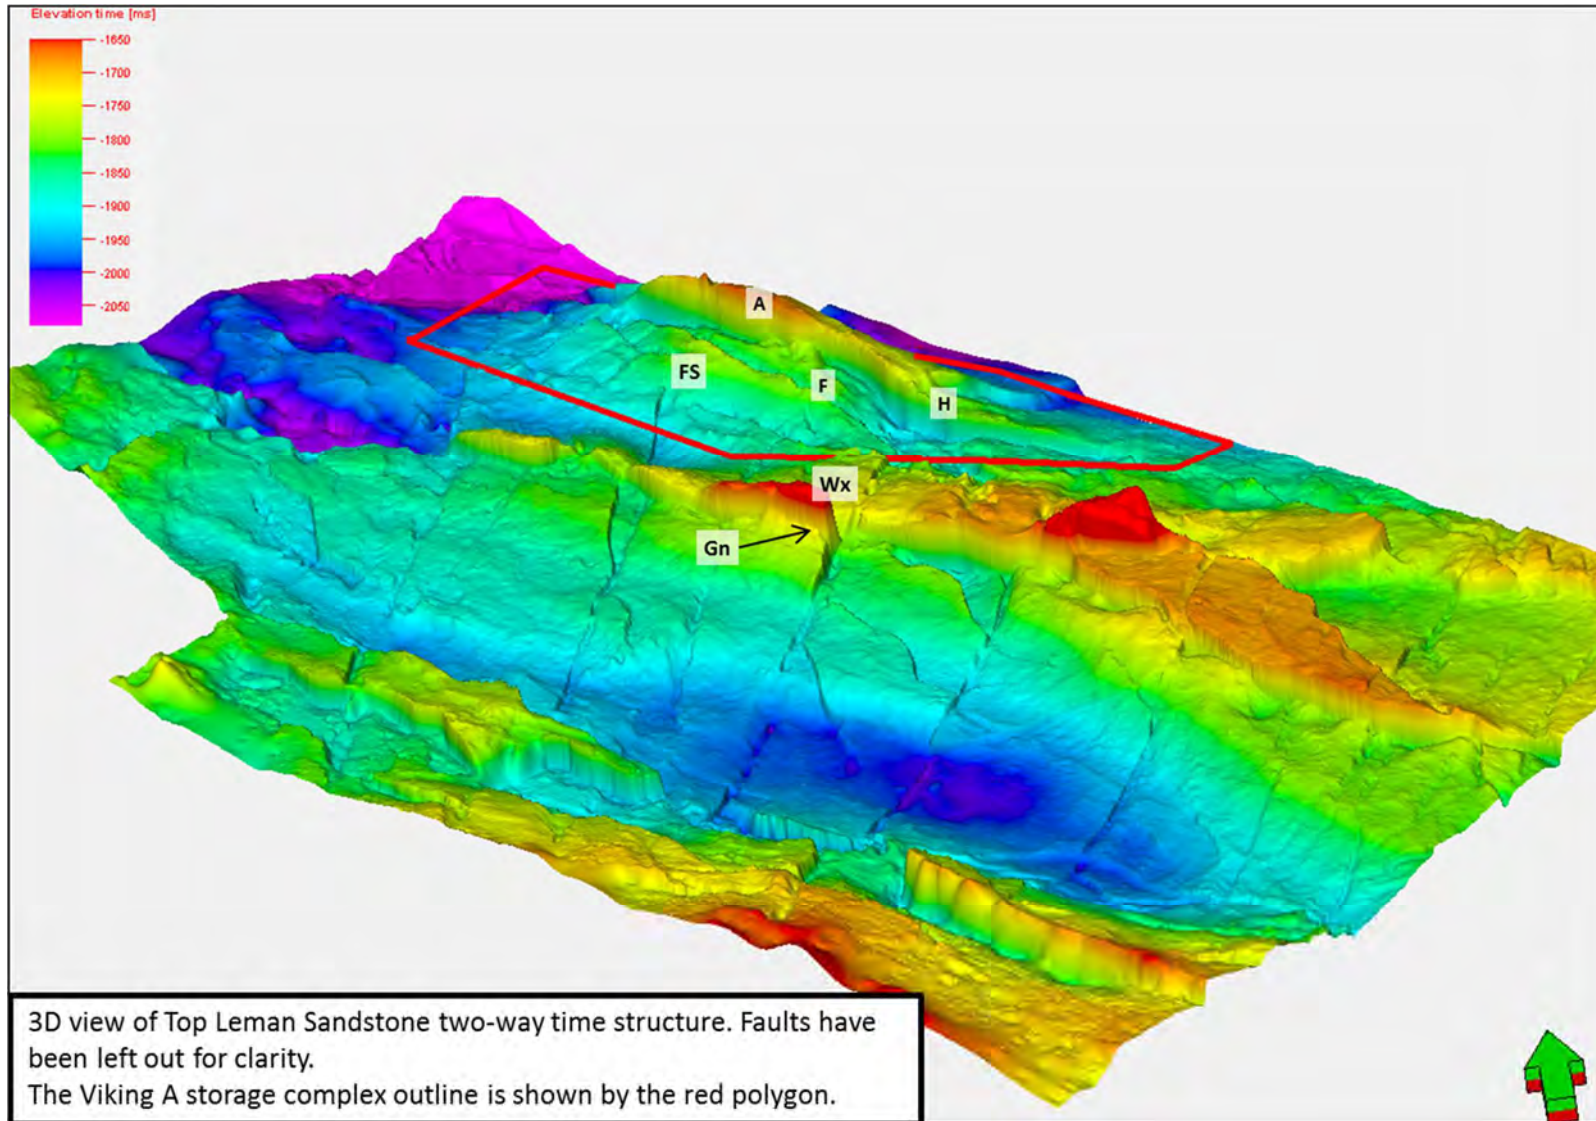 Elevation time [ms]
-1650
-1700
-1750
-1800
-1850
-1900
-1950
-2000
-2050
A
FS
F
H
Wx
Gn
3D view of Top Leman Sandstone two-way time structure. Faults have
been left out for clarity.
The Viking A storage complex outline is shown by the red polygon.